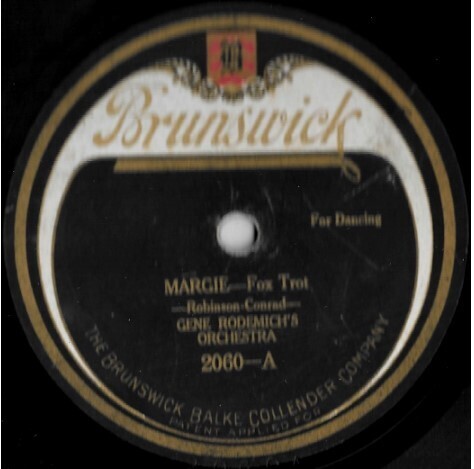 B
Brunswick
For Dancing
MARGIE—Fox Trot
—Robinson-Conrad—
GENE RODEMICH'S
ORCHESTRA
2060—A
THE BRUNSWICK BALKE COLLENDER COMPANY
PATENT APPLIED FOR